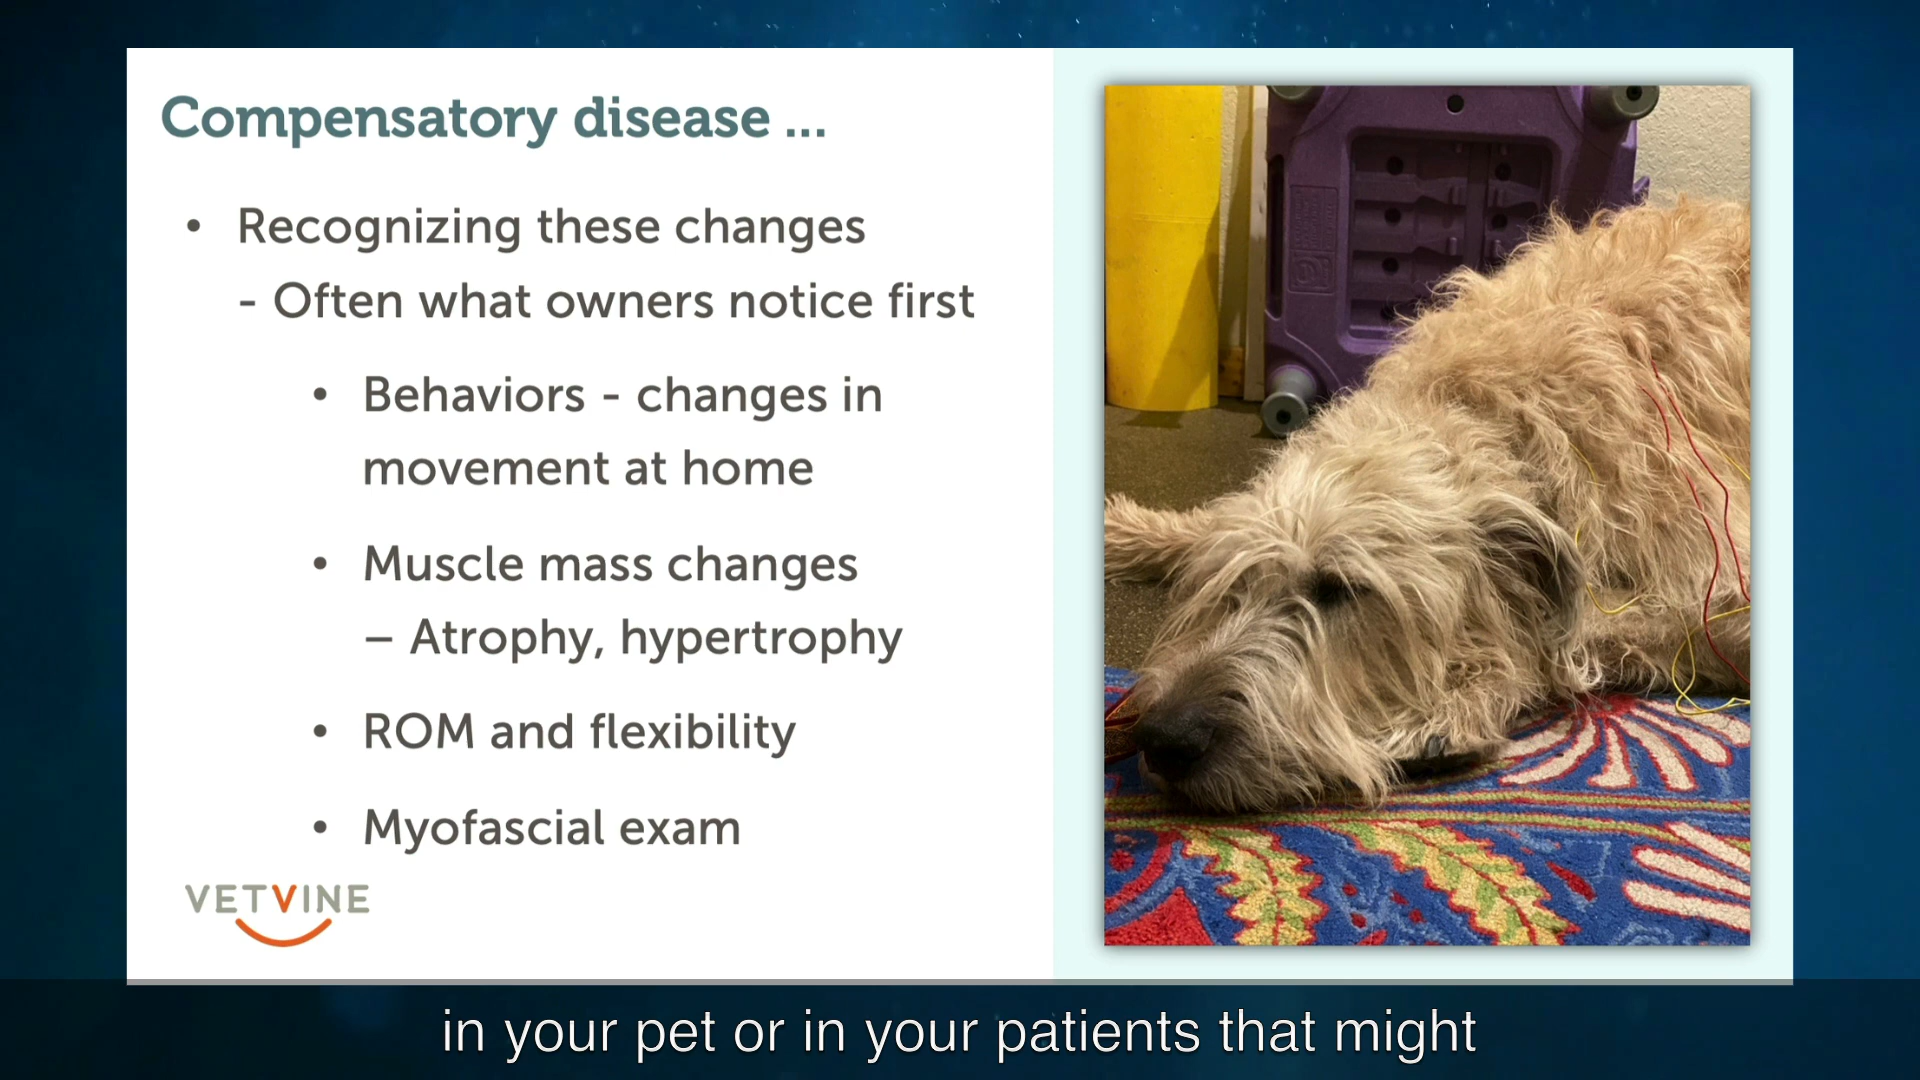 Compensatory disease ...
• Recognizing these changes
- Often what owners notice first
• Behaviors - changes in
movement at home
• Muscle mass changes
– Atrophy, hypertrophy
• ROM and flexibility
• Myofascial exam
VETVINE
in your pet or in your patients that might